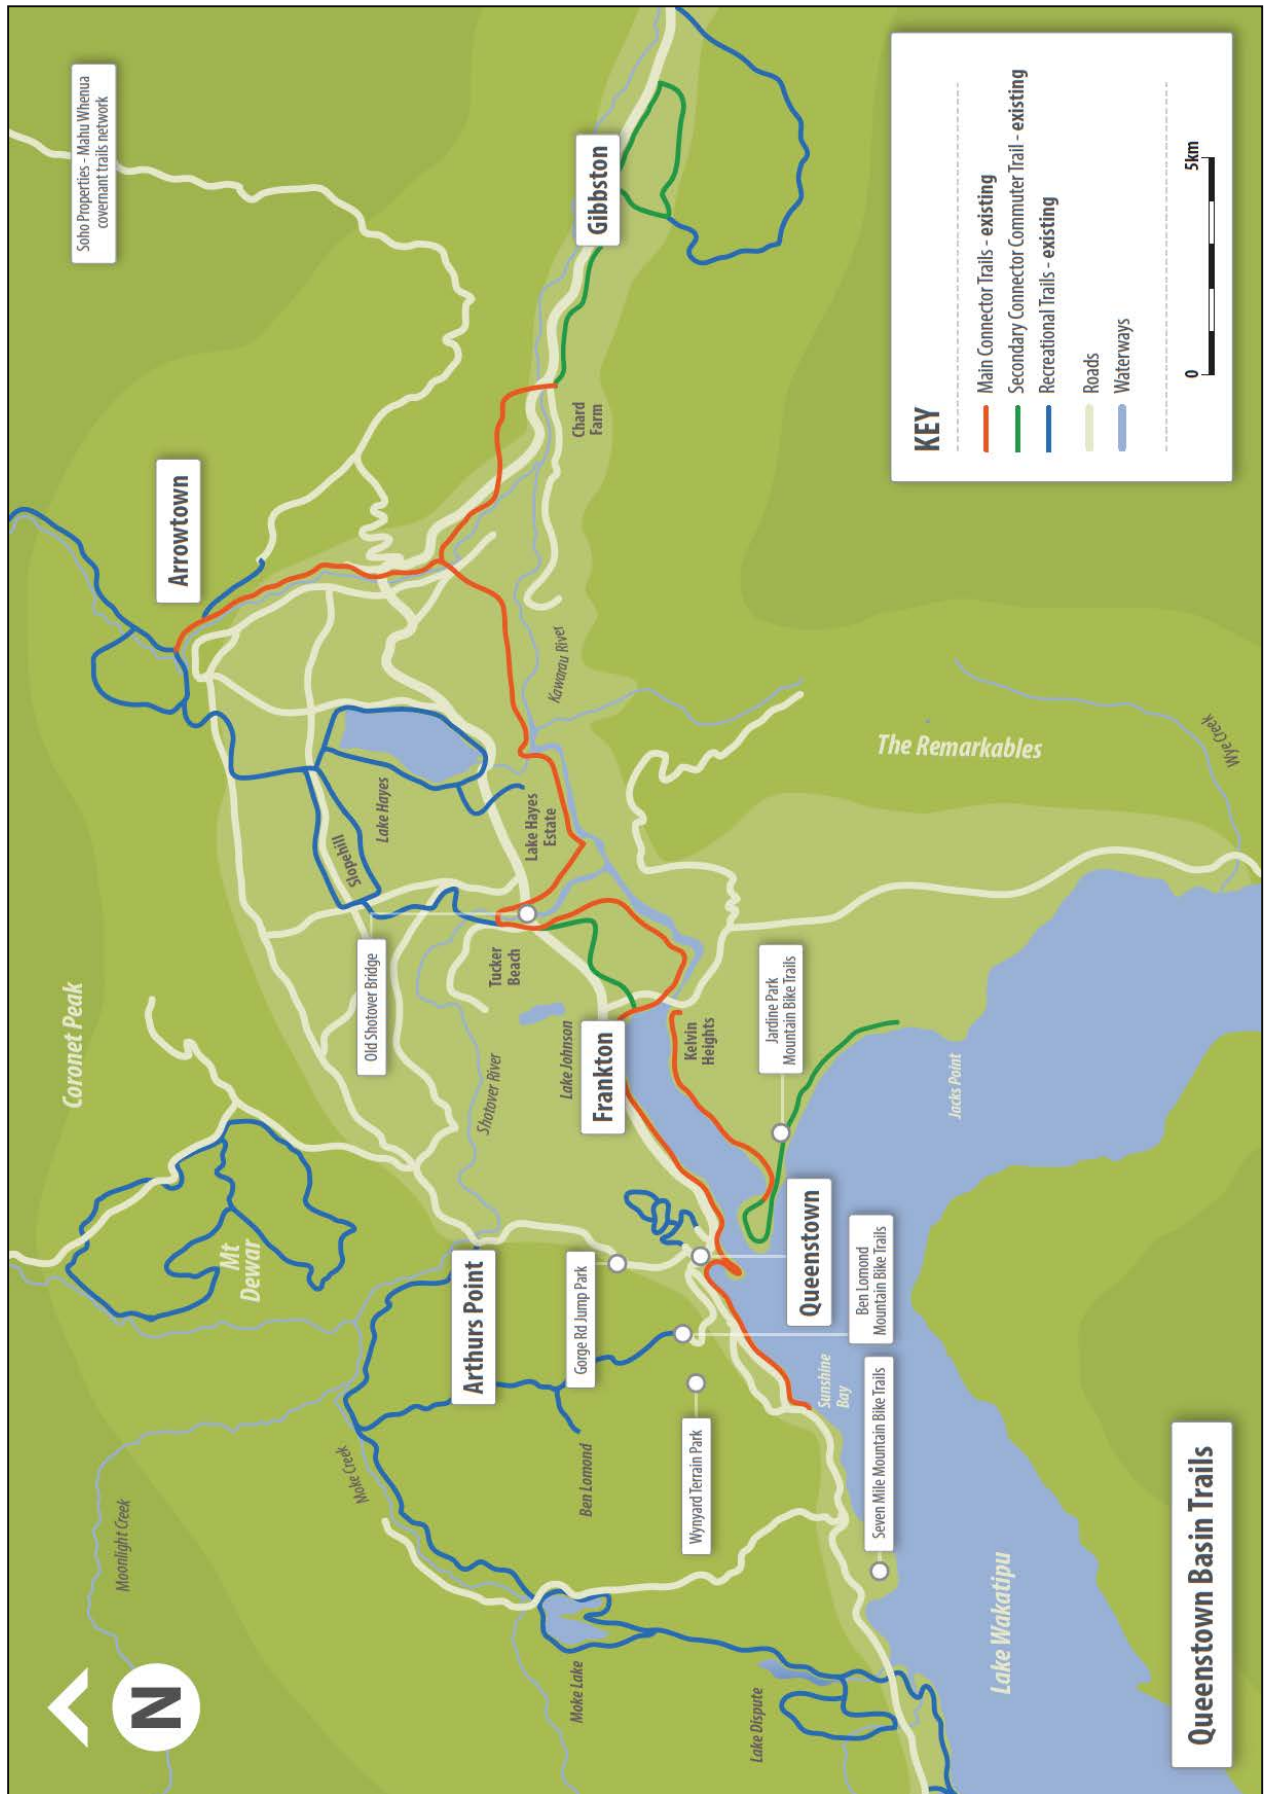 Soho Properties - Mahu Whenua
covernant trails network
Coronet Peak
Arrowtown
Gibbston
Chard
Farm
Kawarau River
Lake Hayes
Slopehill
Lake Hayes
Estate
Old Shotover Bridge
Tucker
Beach
Shotover River
Lake Johnson
Frankton
Kelvin
Heights
The Remarkables
Wye Creek
Jardine Park
Mountain Bike Trails
Jacks Point
Mt
Dewar
Arthurs Point
Gorge Rd Jump Park
Queenstown
Ben Lomond
Mountain Bike Trails
Wynyard Terrain Park
Seven Mile Mountain Bike Trails
Sunshine
Bay
Ben Lomond
Moke Creek
Moonlight Creek
Moke Lake
Lake Dispute
Lake Wakatipu
N
KEY
Main Connector Trails - existing
Secondary Connector Commuter Trail - existing
Recreational Trails - existing
Roads
Waterways
0
5km
Queenstown Basin Trails